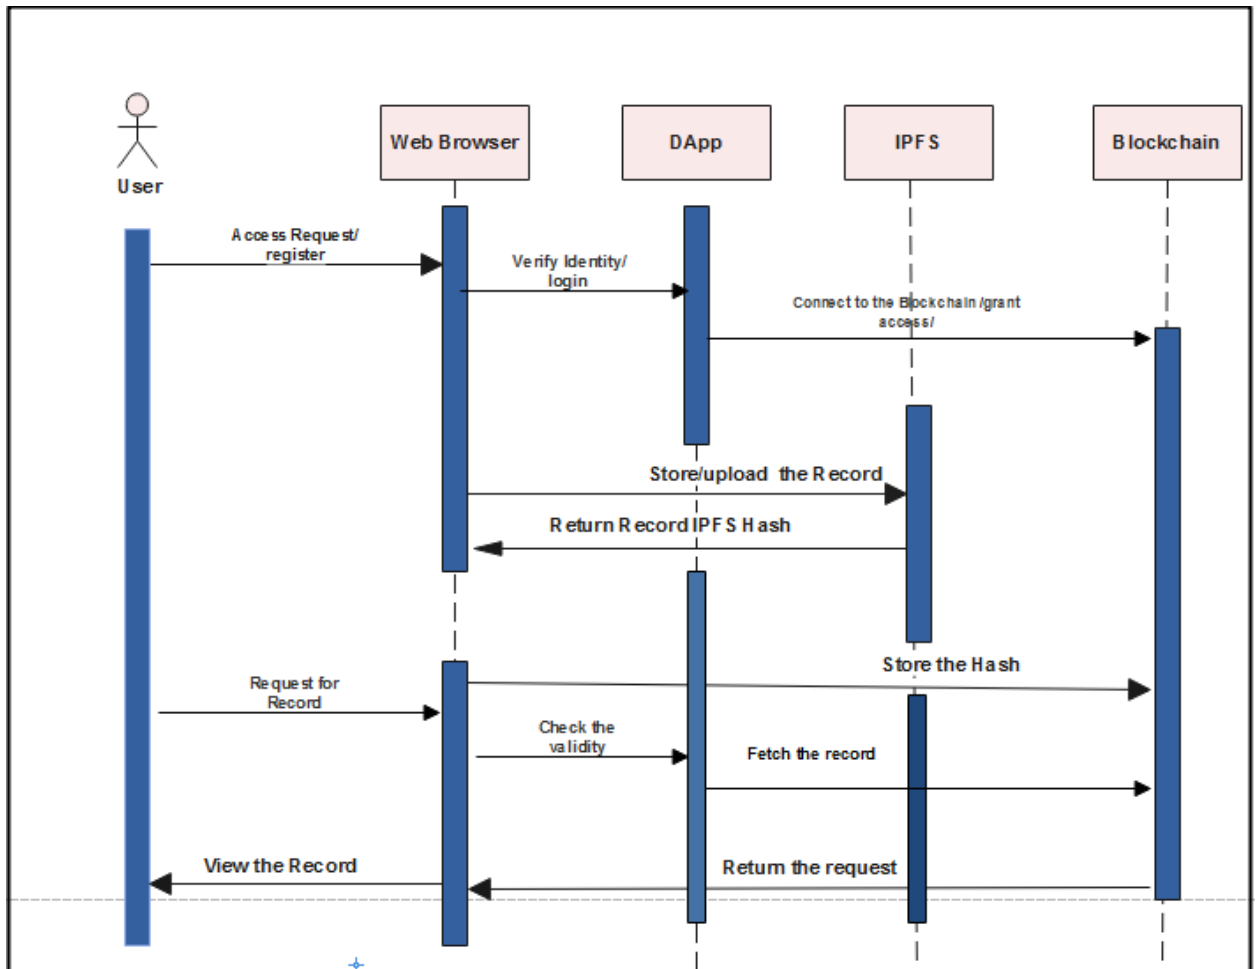 Web Browser
DApp
IPFS
Blockchain
User
Access Request/
register
Verify Identity/
login
Connect to the Blockchain/grant
access/
Store/upload the Record
Return Record IPFS Hash
Store the Hash
Request for
Record
Check the
validity
Fetch the record
View the Record
Return the request